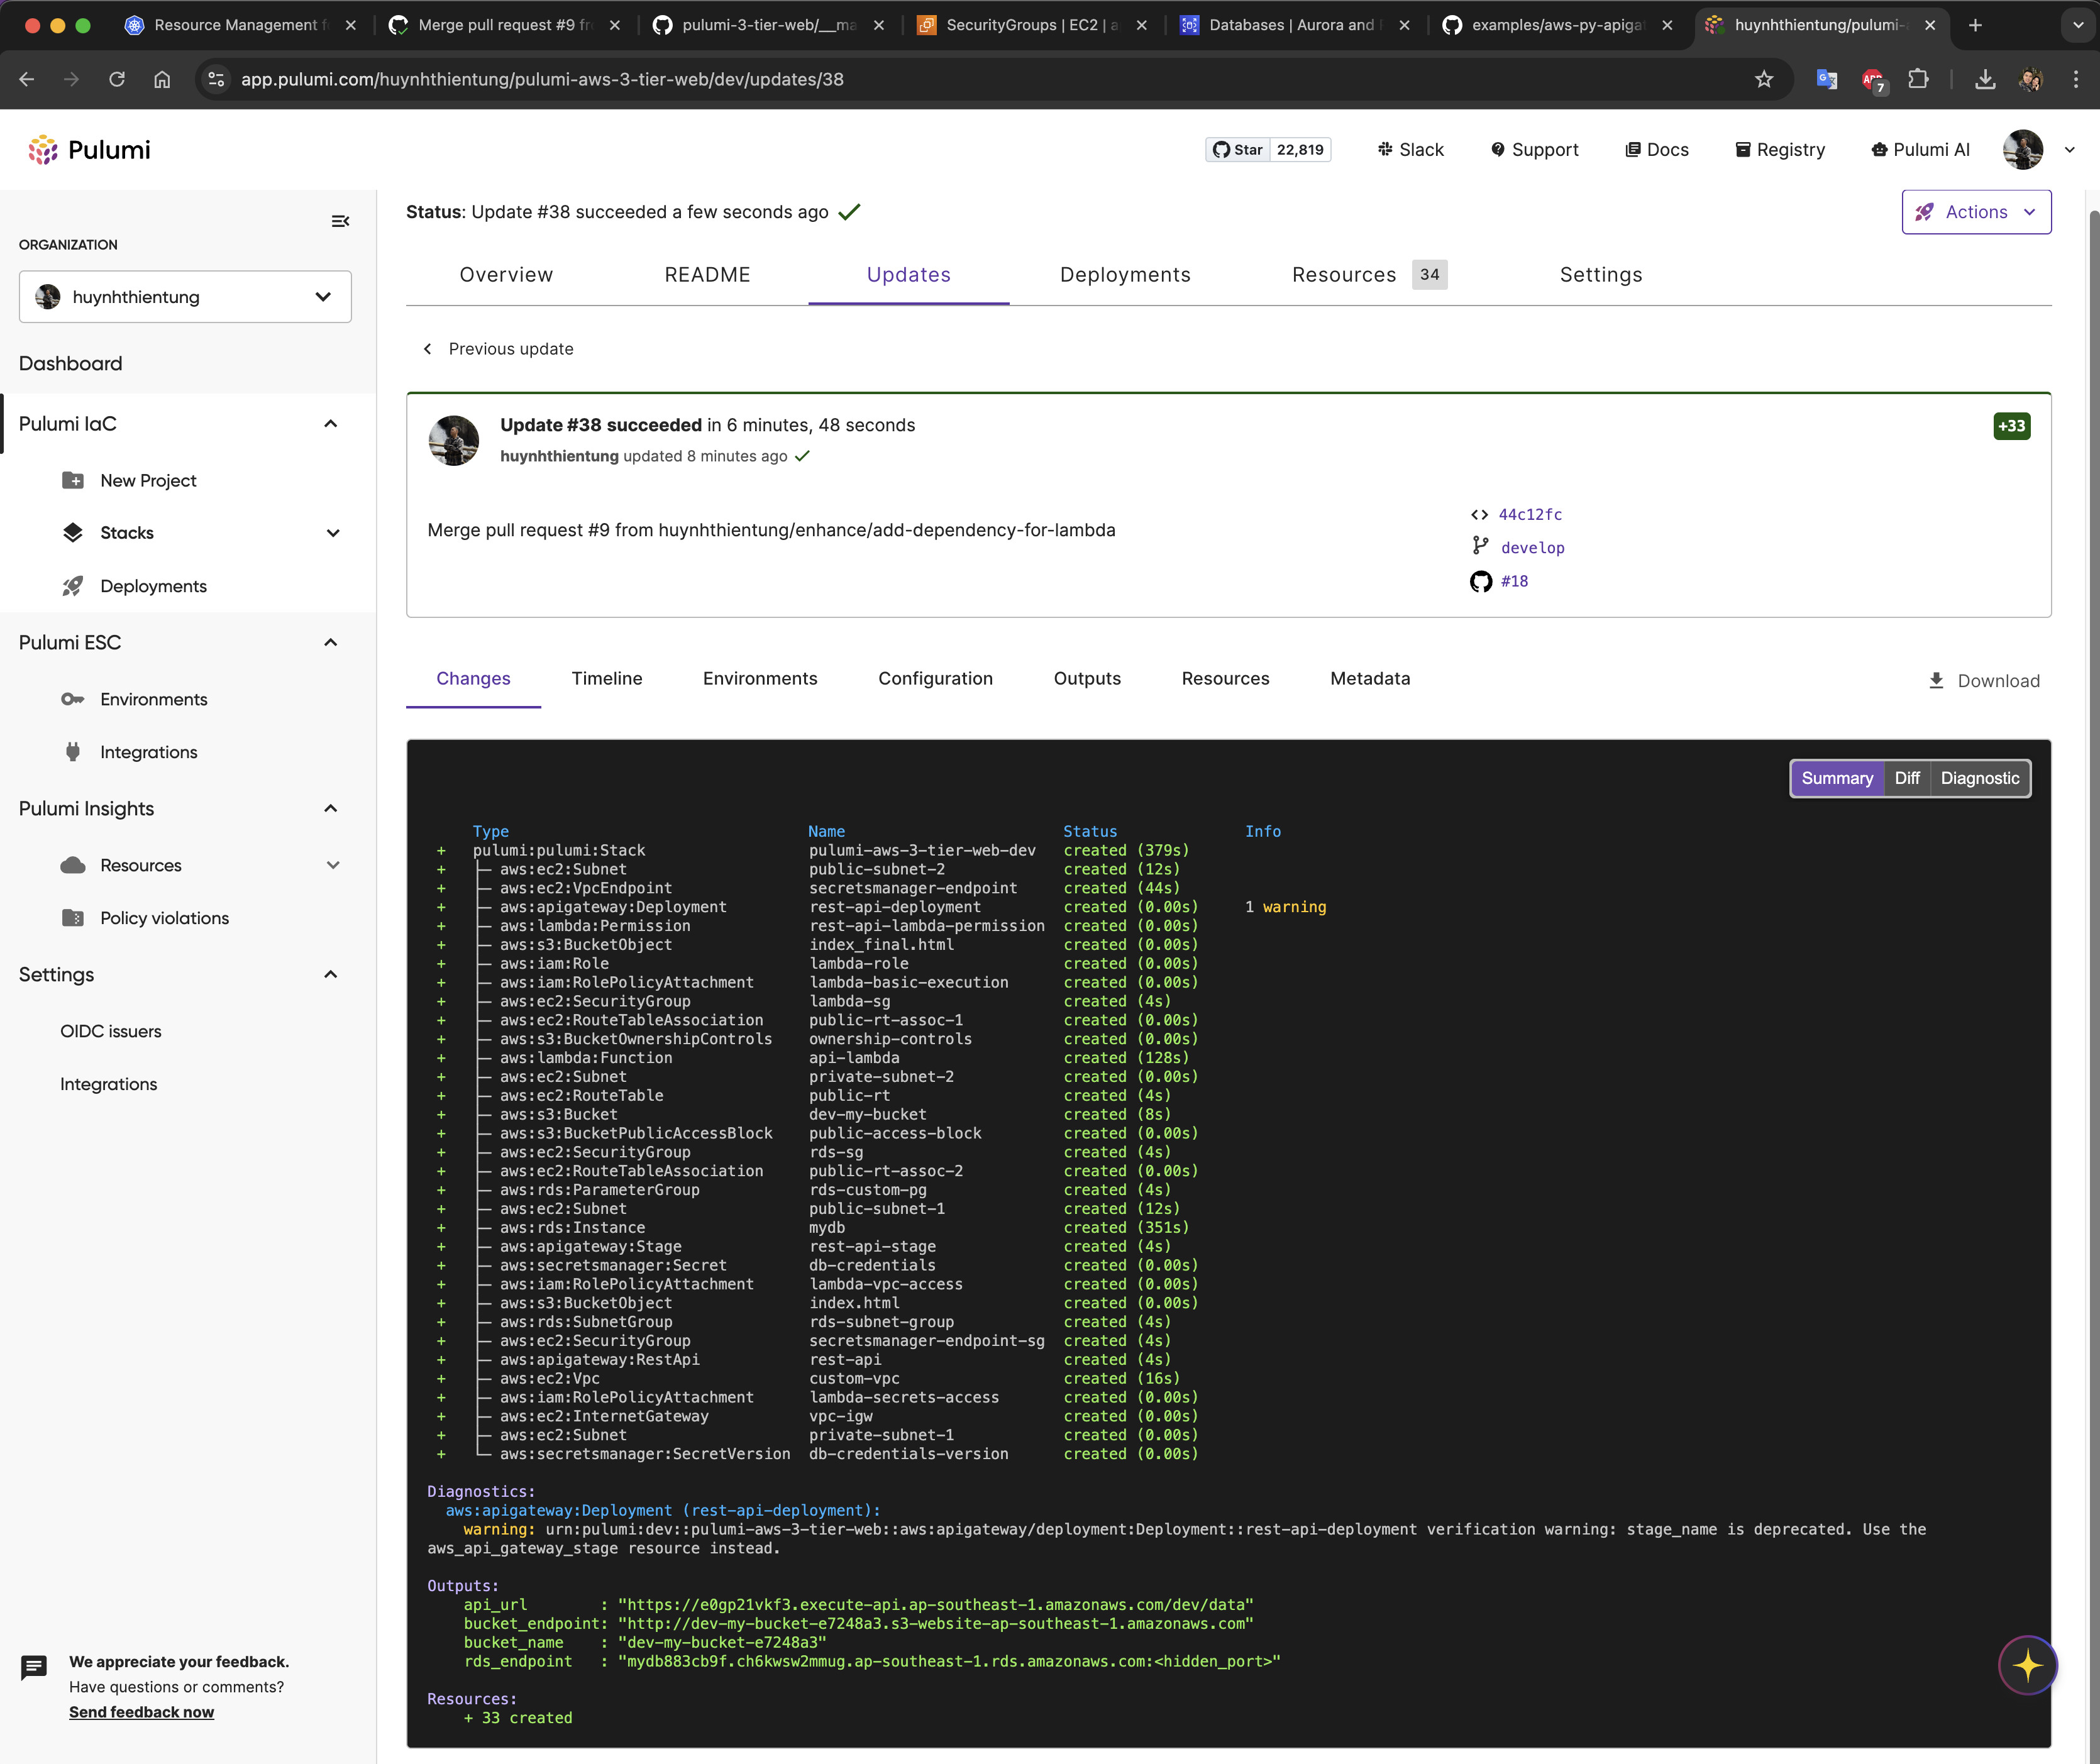 Resource Management f
Merge pull request #9 fr
pulumi-3-tier-web/__ma
SecurityGroups | EC2 | a
Databases | Aurora and
examples/aws-py-apiga
huynhthientung/pulumi-
app.pulumi.com/huynhthientung/pulumi-aws-3-tier-web/dev/updates/38
7
Pulumi
Star 22,819
Slack
Support
Docs
Registry
Pulumi AI
ORGANIZATION
huynhthientung
Dashboard
Pulumi IaC
New Project
Stacks
Deployments
Pulumi ESC
Environments
Integrations
Pulumi Insights
Resources
Policy violations
Settings
OIDC issuers
Integrations
We appreciate your feedback.
Have questions or comments?
Send feedback now
Status: Update #38 succeeded a few seconds ago
Actions
Overview README Updates Deployments Resources 34 Settings
Previous update
Update #38 succeeded in 6 minutes, 48 seconds
+33
huynhthientung updated 8 minutes ago
Merge pull request #9 from huynhthientung/enhance/add-dependency-for-lambda
44c12fc
develop
#18
Changes Timeline Environments Configuration Outputs Resources Metadata Download
Summary Diff Diagnostic
Type Name Status Info
+ pulumi:pulumi:Stack pulumi-aws-3-tier-web-dev created (379s)
+ ├─ aws:ec2:Subnet public-subnet-2 created (12s)
+ ├─ aws:ec2:VpcEndpoint secretsmanager-endpoint created (44s)
+ ├─ aws:apigateway:Deployment rest-api-deployment created (0.00s) 1 warning
+ ├─ aws:lambda:Permission rest-api-lambda-permission created (0.00s)
+ ├─ aws:s3:BucketObject index_final.html created (0.00s)
+ ├─ aws:iam:Role lambda-role created (0.00s)
+ ├─ aws:iam:RolePolicyAttachment lambda-basic-execution created (0.00s)
+ ├─ aws:ec2:SecurityGroup lambda-sg created (4s)
+ ├─ aws:ec2:RouteTableAssociation public-rt-assoc-1 created (0.00s)
+ ├─ aws:s3:BucketOwnershipControls ownership-controls created (0.00s)
+ ├─ aws:lambda:Function api-lambda created (128s)
+ ├─ aws:ec2:Subnet private-subnet-2 created (0.00s)
+ ├─ aws:ec2:RouteTable public-rt created (4s)
+ ├─ aws:s3:Bucket dev-my-bucket created (8s)
+ ├─ aws:s3:BucketPublicAccessBlock public-access-block created (0.00s)
+ ├─ aws:ec2:SecurityGroup rds-sg created (4s)
+ ├─ aws:ec2:RouteTableAssociation public-rt-assoc-2 created (0.00s)
+ ├─ aws:rds:ParameterGroup rds-custom-pg created (4s)
+ ├─ aws:ec2:Subnet public-subnet-1 created (12s)
+ ├─ aws:rds:Instance mydb created (351s)
+ ├─ aws:apigateway:Stage rest-api-stage created (4s)
+ ├─ aws:secretsmanager:Secret db-credentials created (0.00s)
+ ├─ aws:iam:RolePolicyAttachment lambda-vpc-access created (0.00s)
+ ├─ aws:s3:BucketObject index.html created (0.00s)
+ ├─ aws:rds:SubnetGroup rds-subnet-group created (4s)
+ ├─ aws:ec2:SecurityGroup secretsmanager-endpoint-sg created (4s)
+ ├─ aws:apigateway:RestApi rest-api created (4s)
+ ├─ aws:ec2:Vpc custom-vpc created (16s)
+ ├─ aws:iam:RolePolicyAttachment lambda-secrets-access created (0.00s)
+ ├─ aws:ec2:InternetGateway vpc-igw created (0.00s)
+ ├─ aws:ec2:Subnet private-subnet-1 created (0.00s)
+ └─ aws:secretsmanager:SecretVersion db-credentials-version created (0.00s)
Diagnostics:
aws:apigateway:Deployment (rest-api-deployment):
warning: urn:pulumi:dev::pulumi-aws-3-tier-web::aws:apigateway/deployment:Deployment::rest-api-deployment verification warning: stage_name is deprecated. Use the
aws_api_gateway_stage resource instead.
Outputs:
api_url : "https://e0gp21vkf3.execute-api.ap-southeast-1.amazonaws.com/dev/data"
bucket_endpoint: "http://dev-my-bucket-e7248a3.s3-website-ap-southeast-1.amazonaws.com"
bucket_name : "dev-my-bucket-e7248a3"
rds_endpoint : "mydb883cb9f.ch6kwsw2mmug.ap-southeast-1.rds.amazonaws.com:<hidden_port>"
Resources:
+ 33 created